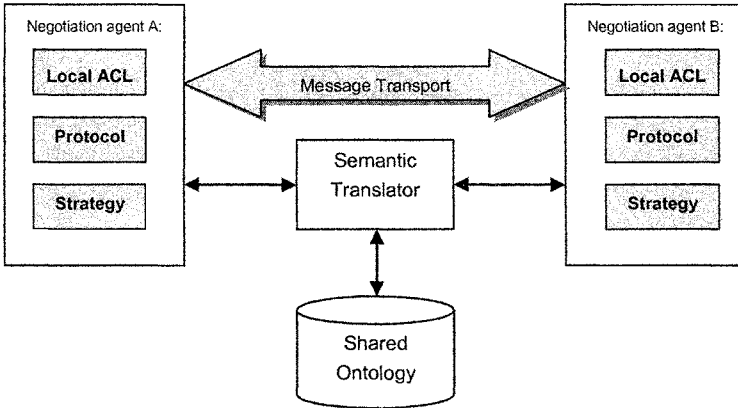 Negotiation agent A:
Local ACL
Protocol
Strategy
Message Transport
Semantic
Translator
Shared
Ontology
Negotiation agent B:
Local ACL
Protocol
Strategy